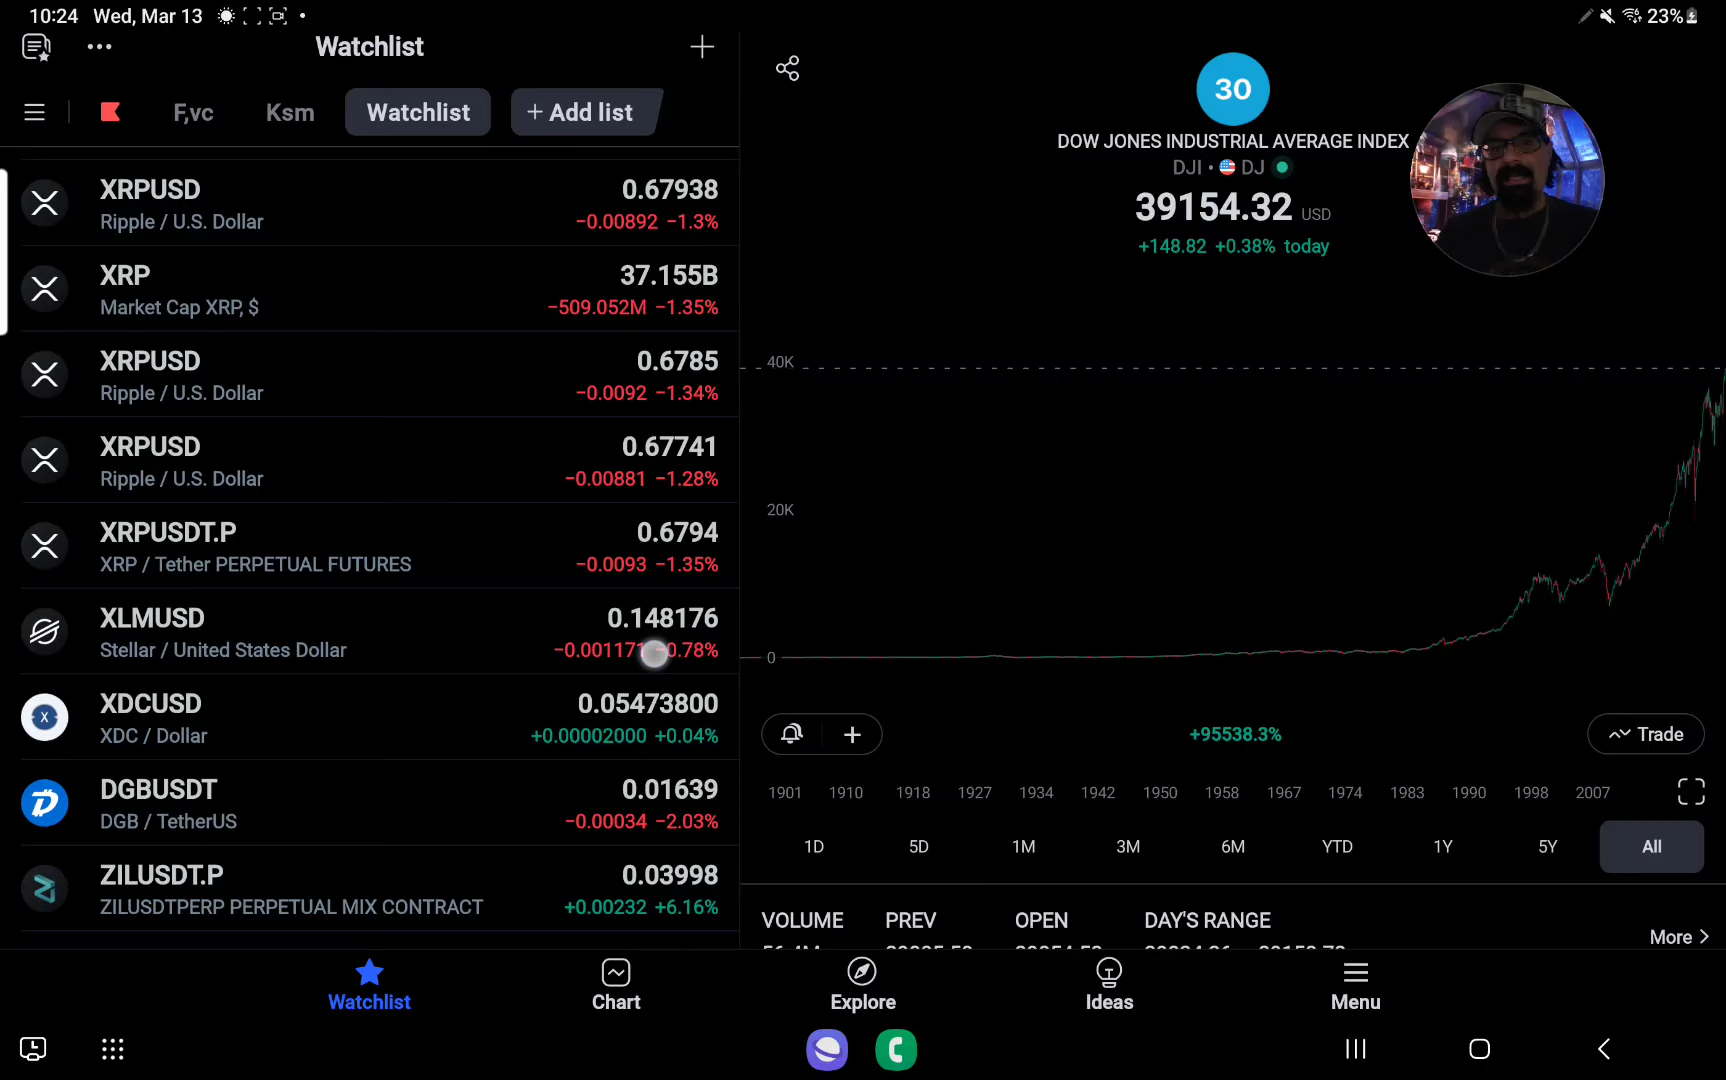 10:24 Wed, Mar 13
23%
Watchlist
F,vc Ksm Watchlist + Add list
XRPUSD 0.67938
Ripple / U.S. Dollar −0.00892 −1.3%
XRP 37.155B
Market Cap XRP, $ −509.052M −1.35%
XRPUSD 0.6785
Ripple / U.S. Dollar −0.0092 −1.34%
XRPUSD 0.67741
Ripple / U.S. Dollar −0.00881 −1.28%
XRPUSDT.P 0.6794
XRP / Tether PERPETUAL FUTURES −0.0093 −1.35%
XLMUSD 0.148176
Stellar / United States Dollar −0.001171 −0.78%
XDCUSD 0.05473800
XDC / Dollar +0.00002000 +0.04%
DGBUSDT 0.01639
DGB / TetherUS −0.00034 −2.03%
ZILUSDT.P 0.03998
ZILUSDTPERP PERPETUAL MIX CONTRACT +0.00232 +6.16%
30
DOW JONES INDUSTRIAL AVERAGE INDEX
DJI • DJ
39154.32 USD
+148.82 +0.38% today
40K
20K
0
+95538.3%
Trade
1901 1910 1918 1927 1934 1942 1950 1958 1967 1974 1983 1990 1998 2007
1D 5D 1M 3M 6M YTD 1Y 5Y All
VOLUME PREV OPEN DAY'S RANGE
More
Watchlist Chart Explore Ideas Menu